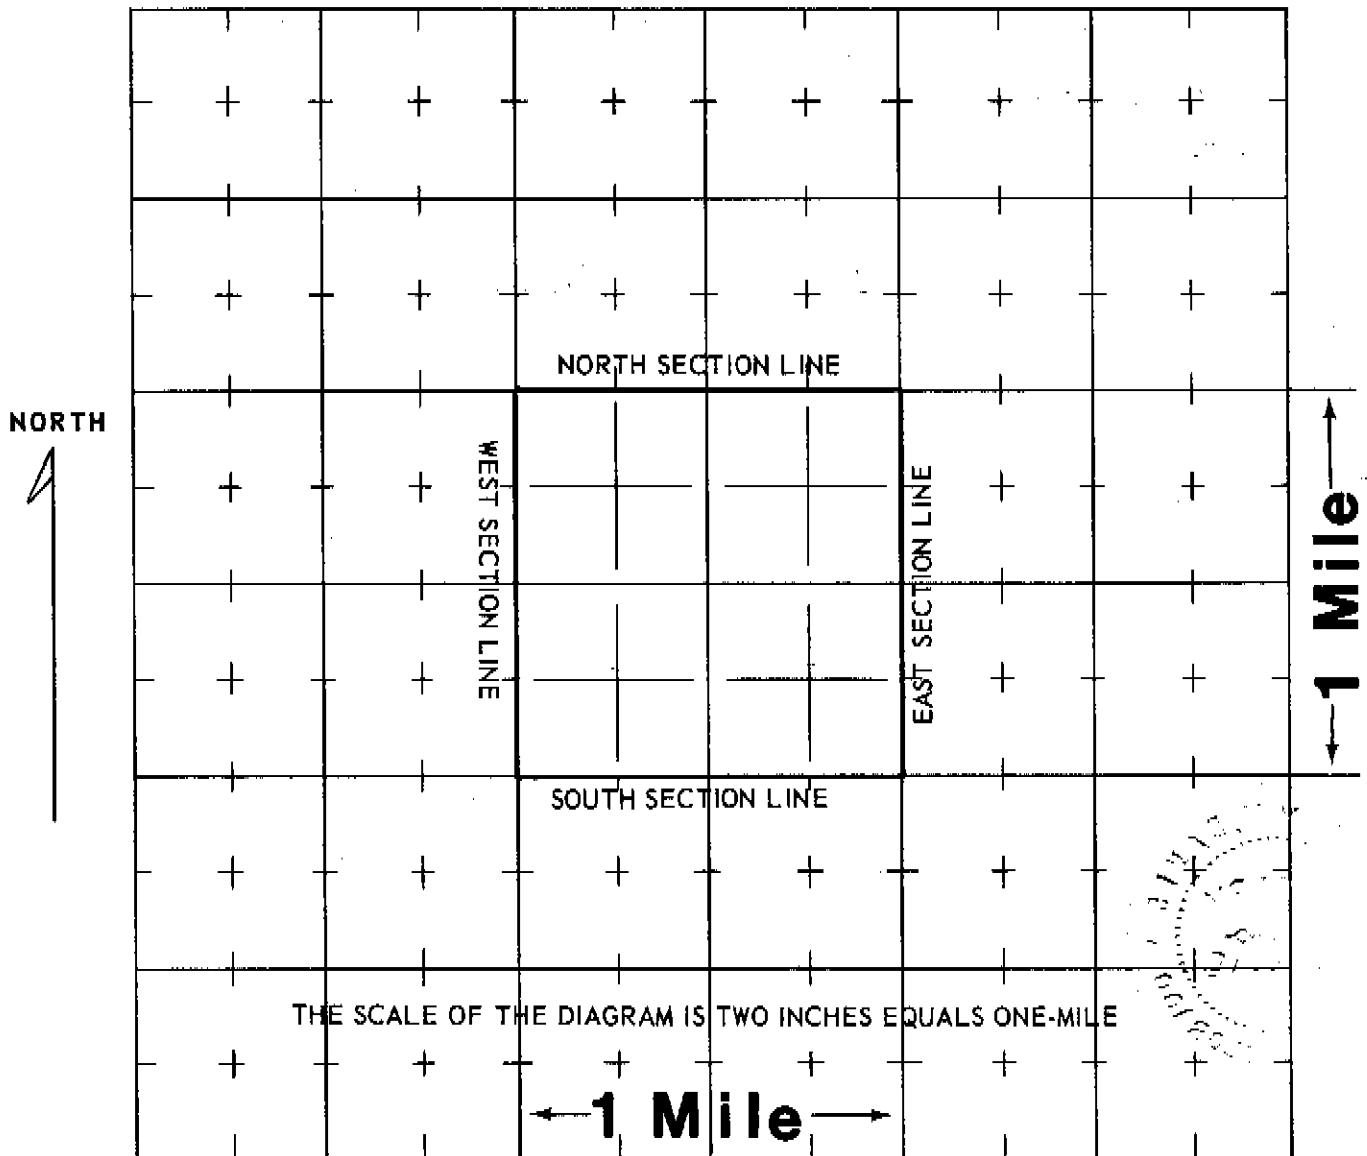 NORTH SECTION LINE
NORTH
WEST SECTION LINE
EAST SECTION LINE
1 Mile
SOUTH SECTION LINE
THE SCALE OF THE DIAGRAM IS TWO INCHES EQUALS ONE-MILE
1 Mile